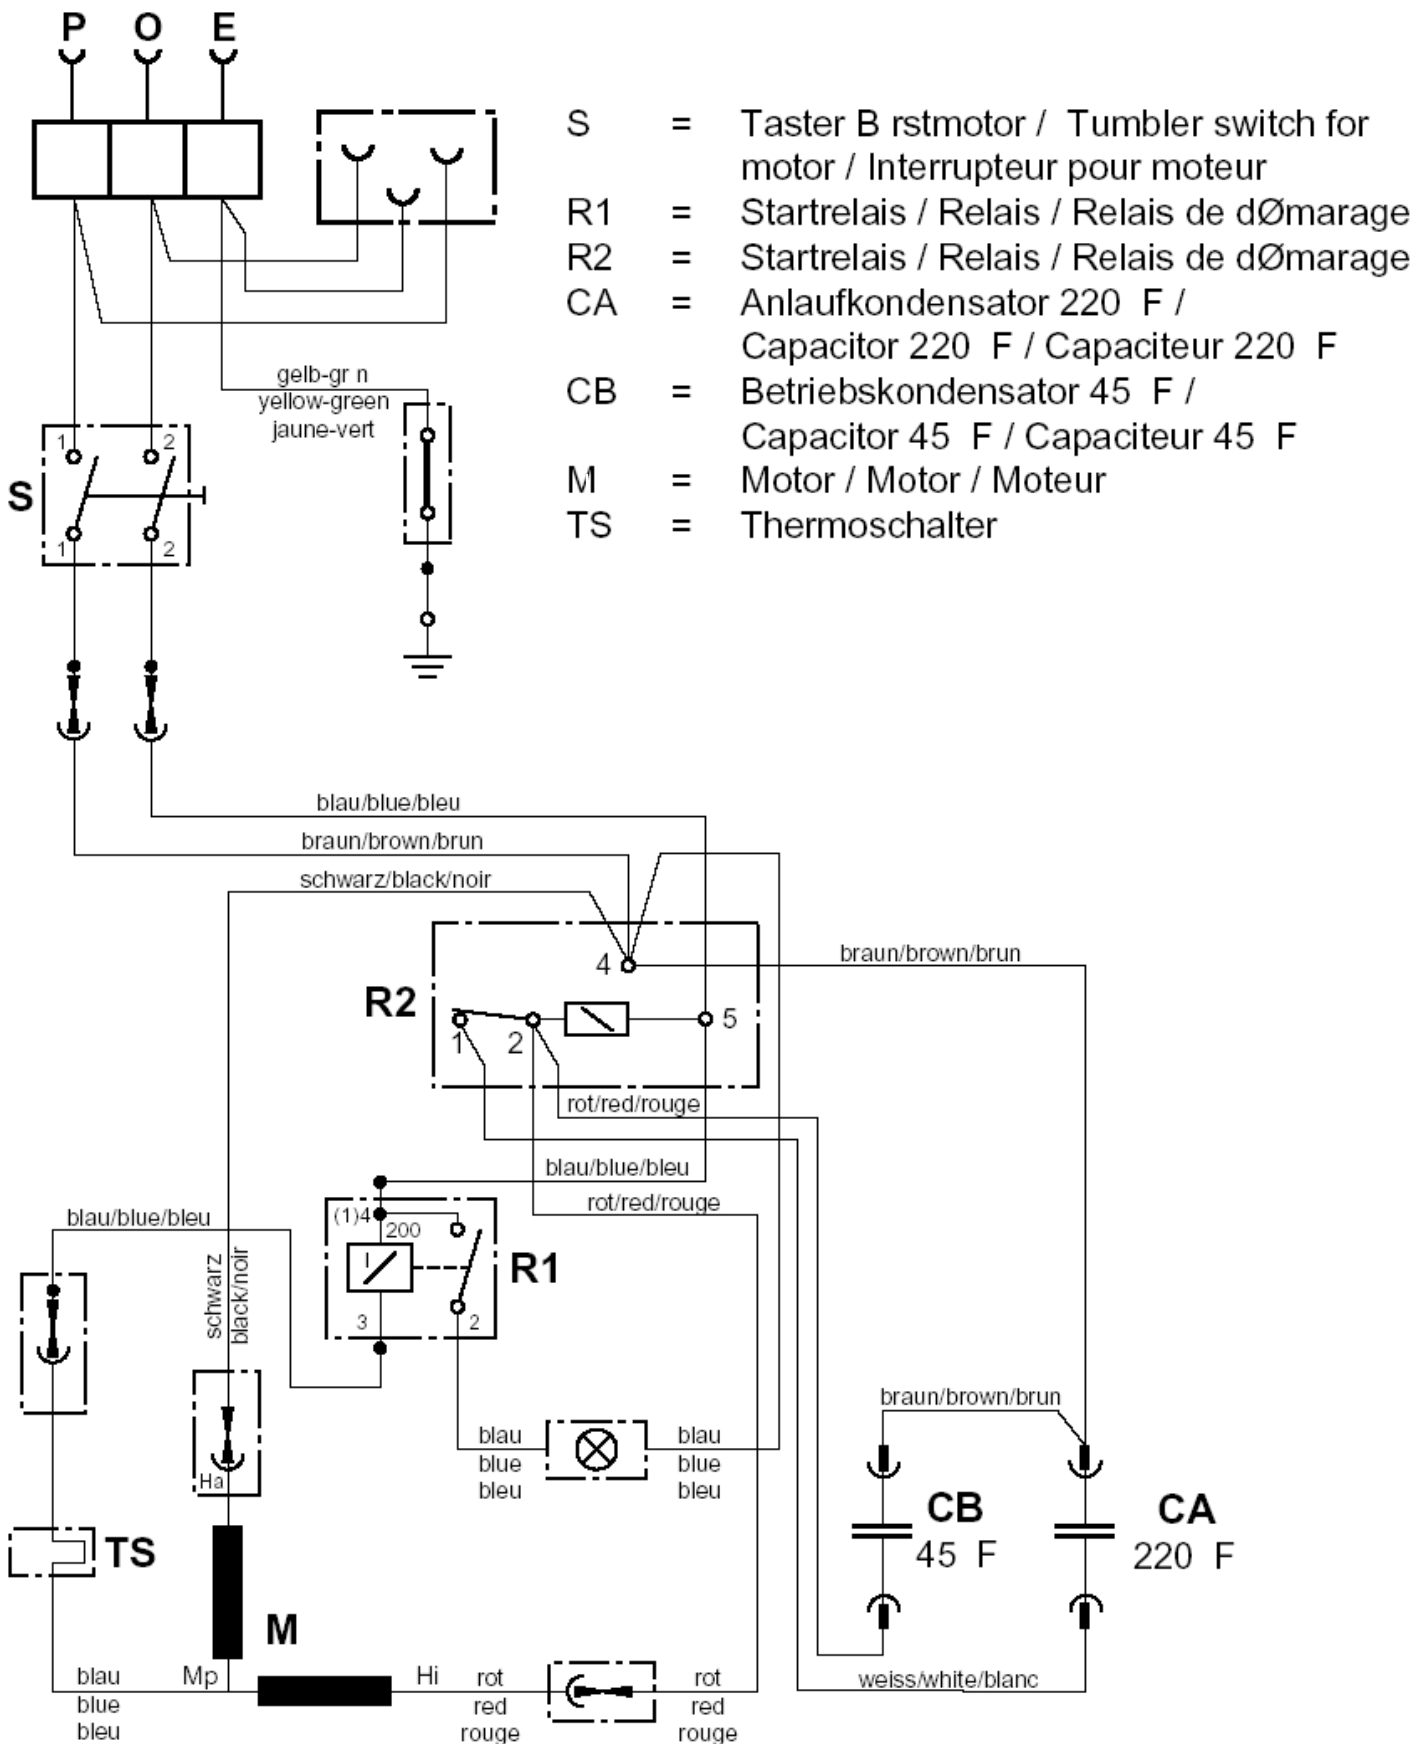 P O E
S = Taster B rstmotor / Tumbler switch for
motor / Interrupteur pour moteur
R1 = Startrelais / Relais / Relais de dØmarage
R2 = Startrelais / Relais / Relais de dØmarage
CA = Anlaufkondensator 220 F /
Capacitor 220 F / Capaciteur 220 F
CB = Betriebskondensator 45 F /
Capacitor 45 F / Capaciteur 45 F
M = Motor / Motor / Moteur
TS = Thermoschalter
gelb-gr n
yellow-green
jaune-vert
1 2
S
1 2
blau/blue/bleu
braun/brown/brun
schwarz/black/noir
braun/brown/brun
4
R2
5
1 2
rot/red/rouge
blau/blue/bleu
rot/red/rouge
blau/blue/bleu
(1)4
200
I
R1
3 2
schwarz
black/noir
Ha
blau
blue
bleu
blau
blue
bleu
braun/brown/brun
CB
45 F
CA
220 F
TS
M
blau
blue
bleu
Mp
Hi
rot
red
rouge
rot
red
rouge
weiss/white/blanc